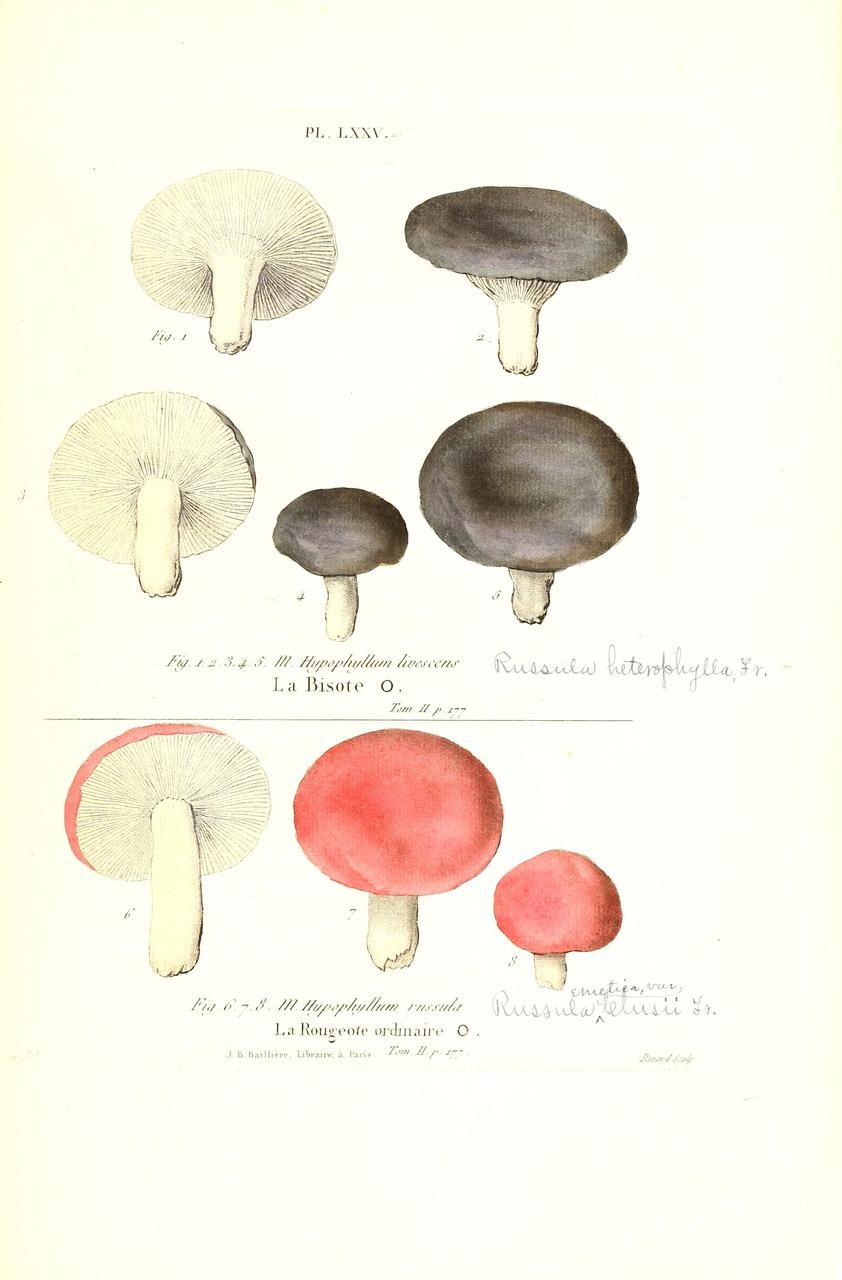 PL. LXXV.
Fig. 1
2.
3
4
5
Fig. 1. 2. 3. 4. 5. M. Hypophyllum livescens
Russula heterophylla, Fr.
La Bisote O.
Tom II p. 177
6
7
8
emetica, var,
Fig. 6. 7. 8. M. Hypophyllum russula
Russula ^ clusii Fr.
La Rougeote ordinaire O.
J. B. Baillière, Libraire, à Paris.
Tom. II. p. 177.
Renard Sculp